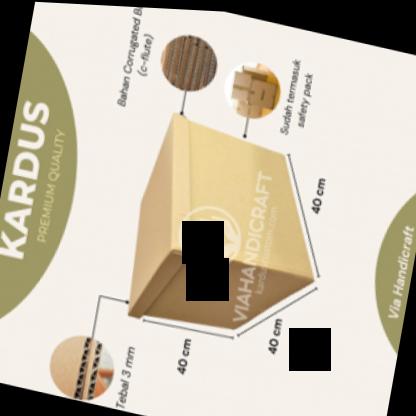 KARDUS
PREMIUM QUALITY
Bahan Corrugated
(c-flute)
Sudah termasuk
safety pack
40 cm
40 cm
40 cm
Tebal 3 mm
VIAHANDICRAFT
Via Handicraft